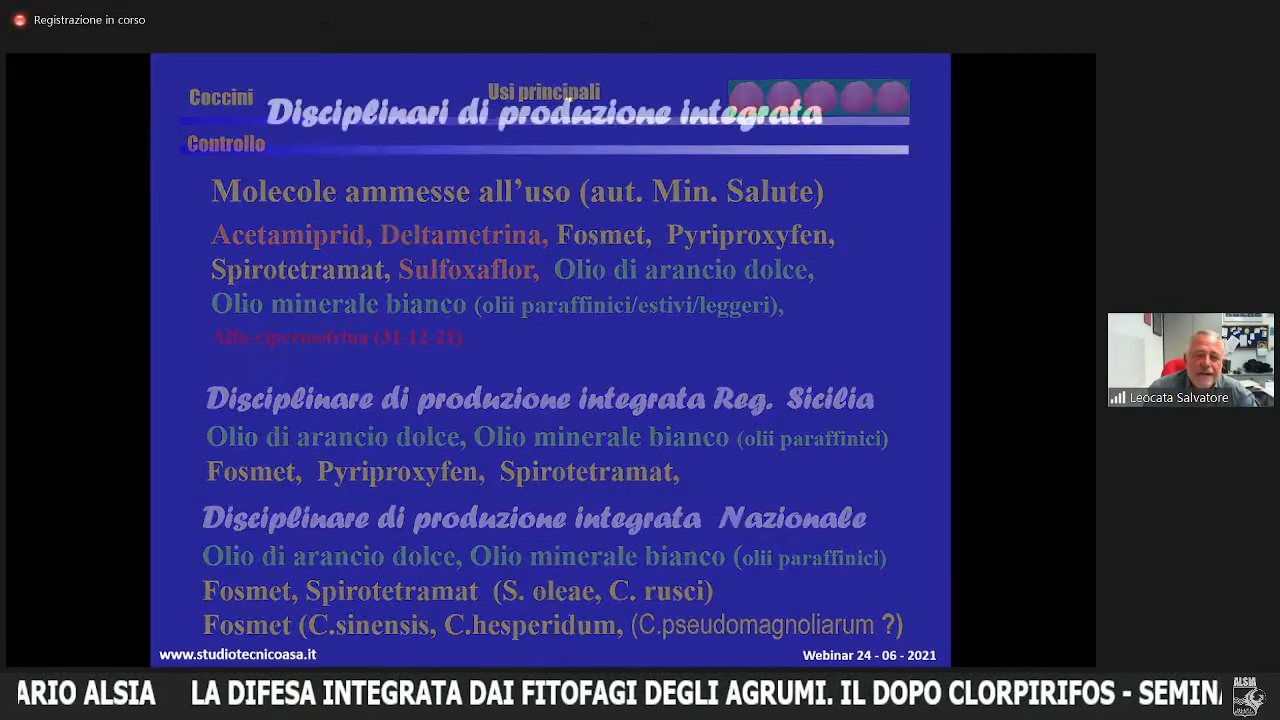 Registrazione in corso
Coccini
Usi principali
Disciplinari di produzione integrata
Controllo
Molecole ammesse all’uso (aut. Min. Salute)
Acetamiprid, Deltametrina, Fosmet, Pyriproxyfen,
Spirotetramat, Sulfoxaflor, Olio di arancio dolce,
Olio minerale bianco (olii paraffinici/estivi/leggeri),
Alfa-cipermetrina (31-12-21)
Disciplinare di produzione integrata Reg. Sicilia
Olio di arancio dolce, Olio minerale bianco (olii paraffinici)
Fosmet, Pyriproxyfen, Spirotetramat,
Disciplinare di produzione integrata Nazionale
Olio di arancio dolce, Olio minerale bianco (olii paraffinici)
Fosmet, Spirotetramat (S. oleae, C. rusci)
Fosmet (C.sinensis, C.hesperidum, (C.pseudomagnoliarum ?)
www.studiotecnicoasa.it
Webinar 24 - 06 - 2021
Leocata Salvatore
ARIO ALSIA LA DIFESA INTEGRATA DAI FITOFAGI DEGLI AGRUMI. IL DOPO CLORPIRIFOS - SEMINA
ALSIA